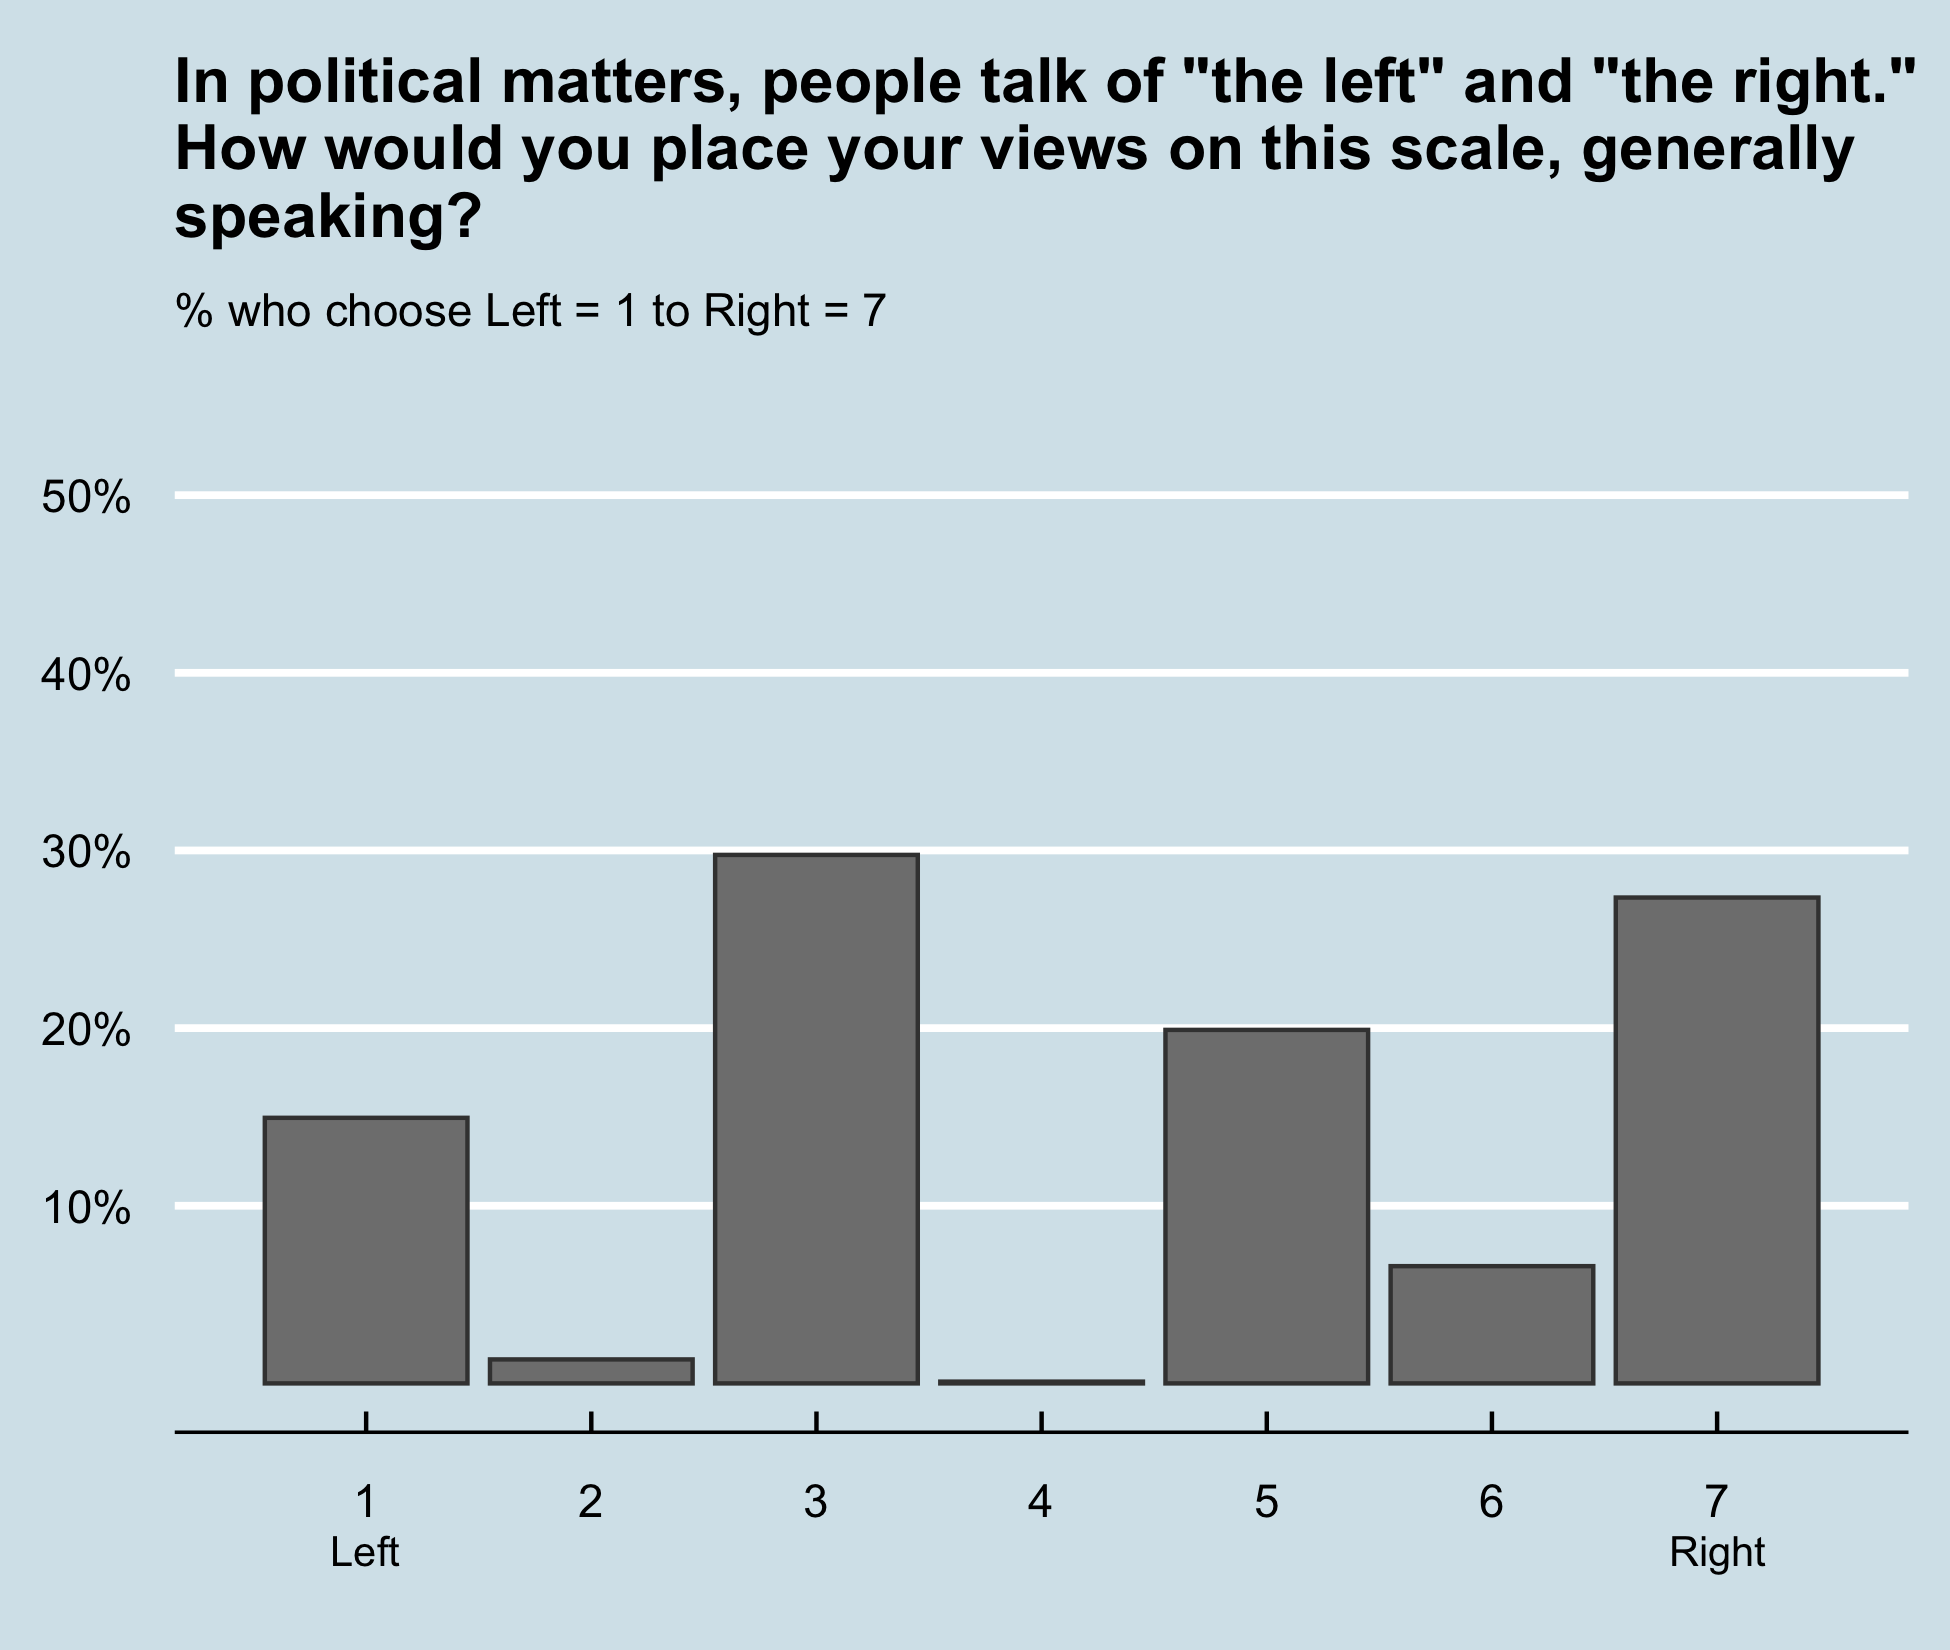 In political matters, people talk of "the left" and "the right."
How would you place your views on this scale, generally
speaking?
% who choose Left = 1 to Right = 7
50%
40%
30%
20%
10%
1 2 3 4 5 6 7
Left Right